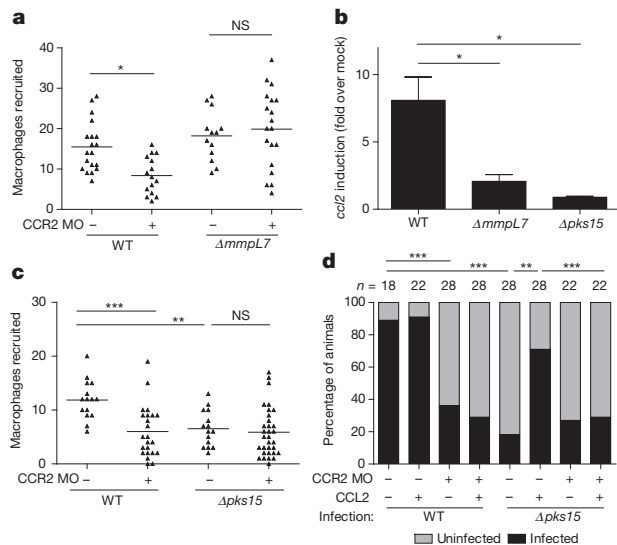 a
NS
*
Macrophages recruited
40
30
20
10
0
CCR2 MO – + – +
WT ΔmmpL7
b
*
*
ccl2 induction (fold over mock)
10
5
0
WT ΔmmpL7 Δpks15
c
***
** NS
Macrophages recruited
30
20
10
0
CCR2 MO – + – +
WT Δpks15
d
*** *** ** ***
n = 18 22 28 28 28 28 22 22
Percentage of animals
100
80
60
40
20
0
CCR2 MO – – + + – – + +
CCL2 – + – + – + – +
Infection: WT Δpks15
Uninfected Infected